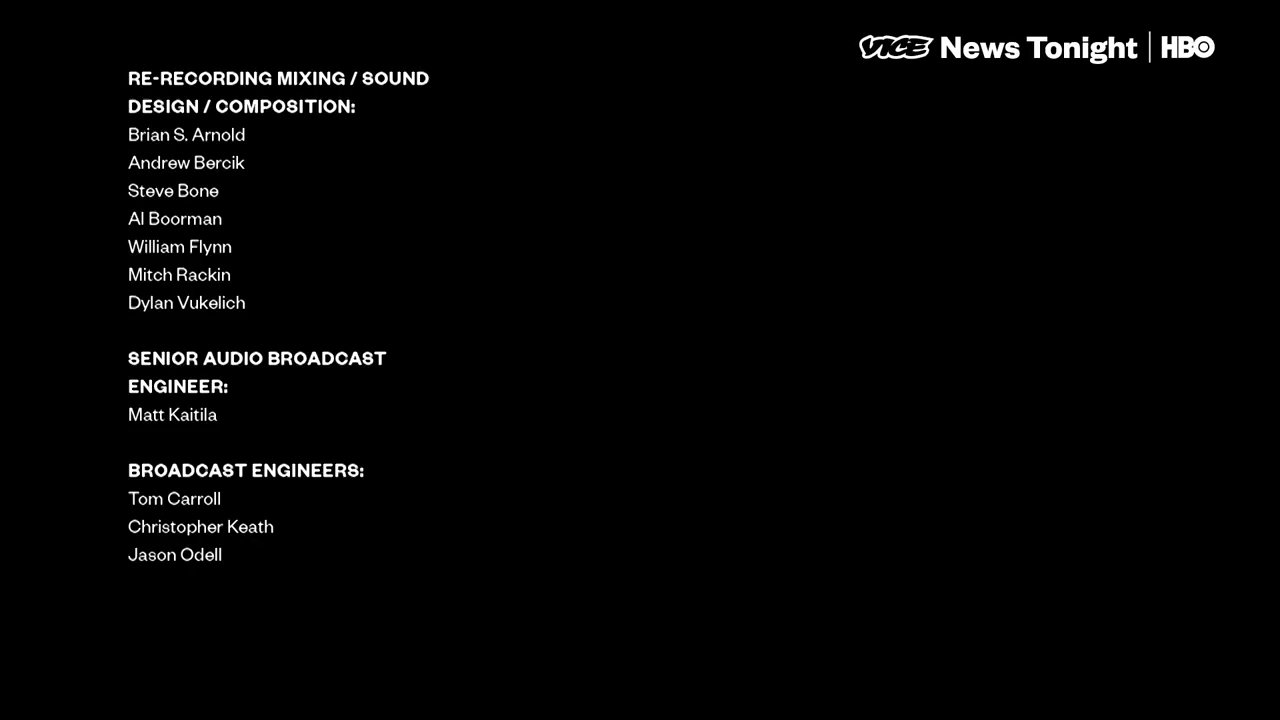 VICE News Tonight | HBO
RE-RECORDING MIXING / SOUND
DESIGN / COMPOSITION:
Brian S. Arnold
Andrew Bercik
Steve Bone
Al Boorman
William Flynn
Mitch Rackin
Dylan Vukelich
SENIOR AUDIO BROADCAST
ENGINEER:
Matt Kaitila
BROADCAST ENGINEERS:
Tom Carroll
Christopher Keath
Jason Odell